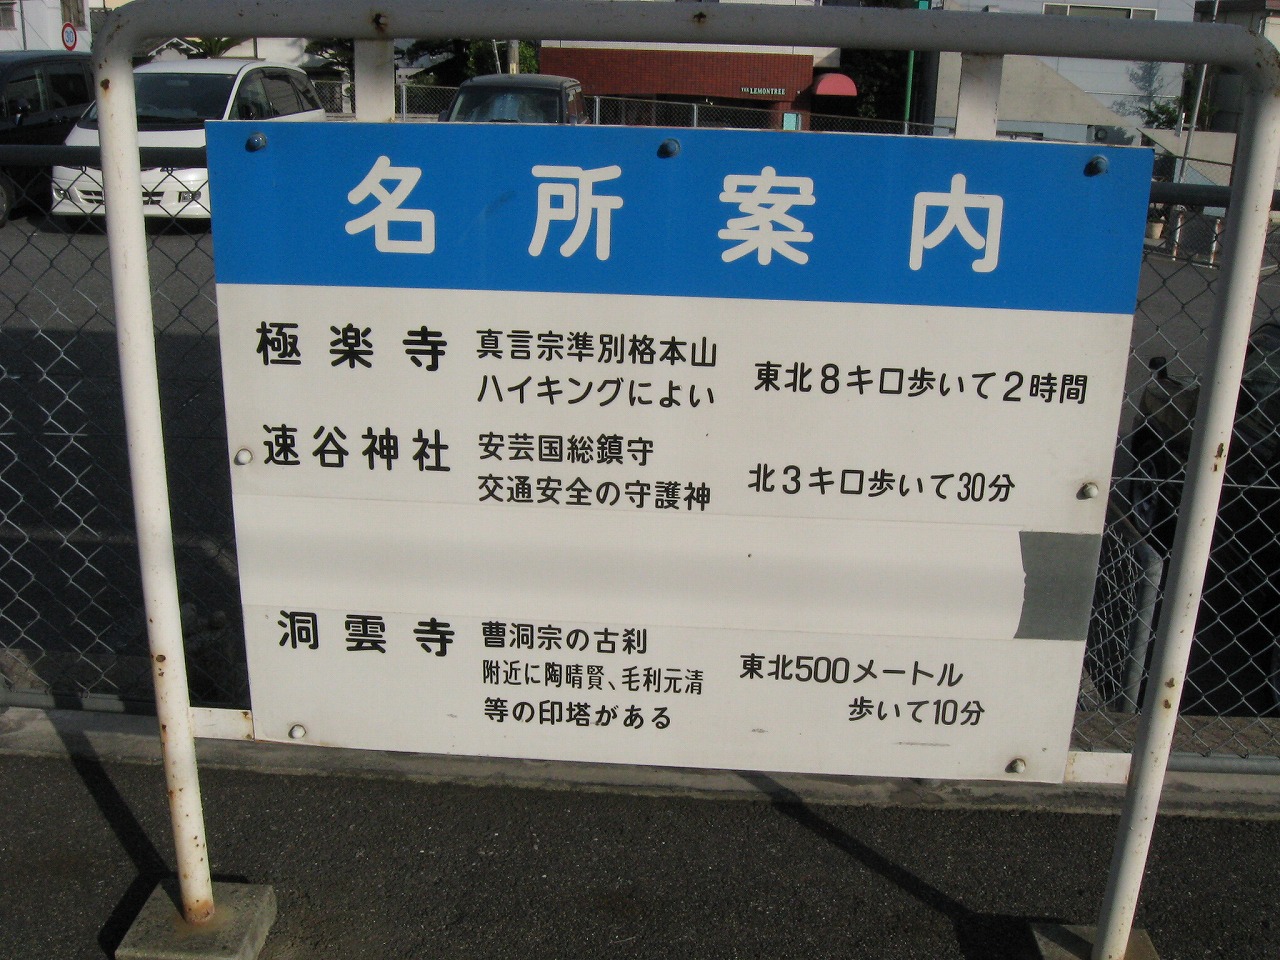 THE LEMONTREE
名所案内
極楽寺 真言宗準別格本山
ハイキングによい 東北8キロ歩いて2時間
速谷神社 安芸国総鎮守
交通安全の守護神 北3キロ歩いて30分
洞雲寺 曹洞宗の古刹
附近に陶晴賢、毛利元清 東北500メートル
等の印塔がある 歩いて10分